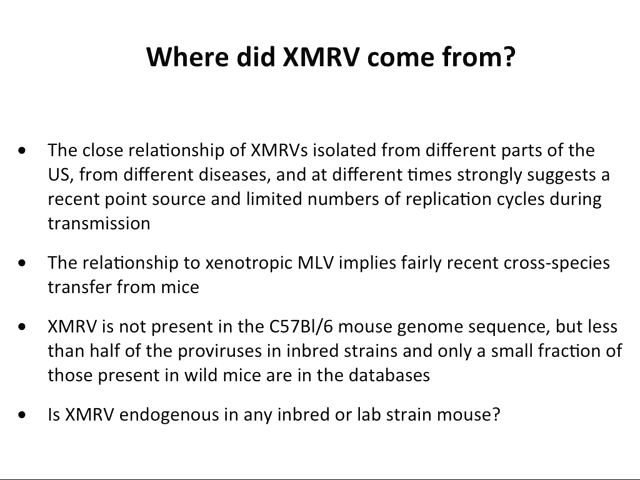 Where did XMRV come from?
• The close relationship of XMRVs isolated from different parts of the
US, from different diseases, and at different times strongly suggests a
recent point source and limited numbers of replication cycles during
transmission
• The relationship to xenotropic MLV implies fairly recent cross-species
transfer from mice
• XMRV is not present in the C57Bl/6 mouse genome sequence, but less
than half of the proviruses in inbred strains and only a small fraction of
those present in wild mice are in the databases
• Is XMRV endogenous in any inbred or lab strain mouse?